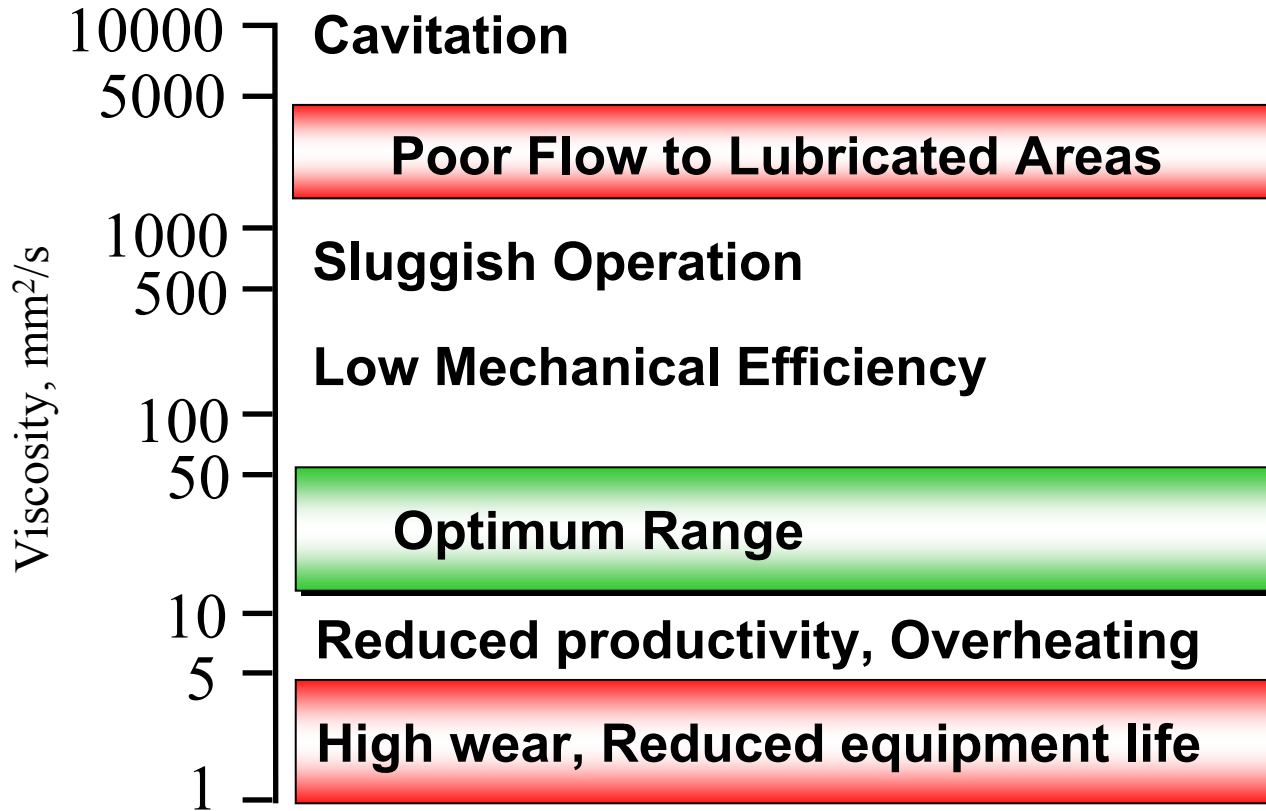 10000
Cavitation
5000
Poor Flow to Lubricated Areas
1000
Sluggish Operation
500
Low Mechanical Efficiency
100
50
Optimum Range
10
Reduced productivity, Overheating
5
High wear, Reduced equipment life
1
Viscosity, mm²/s